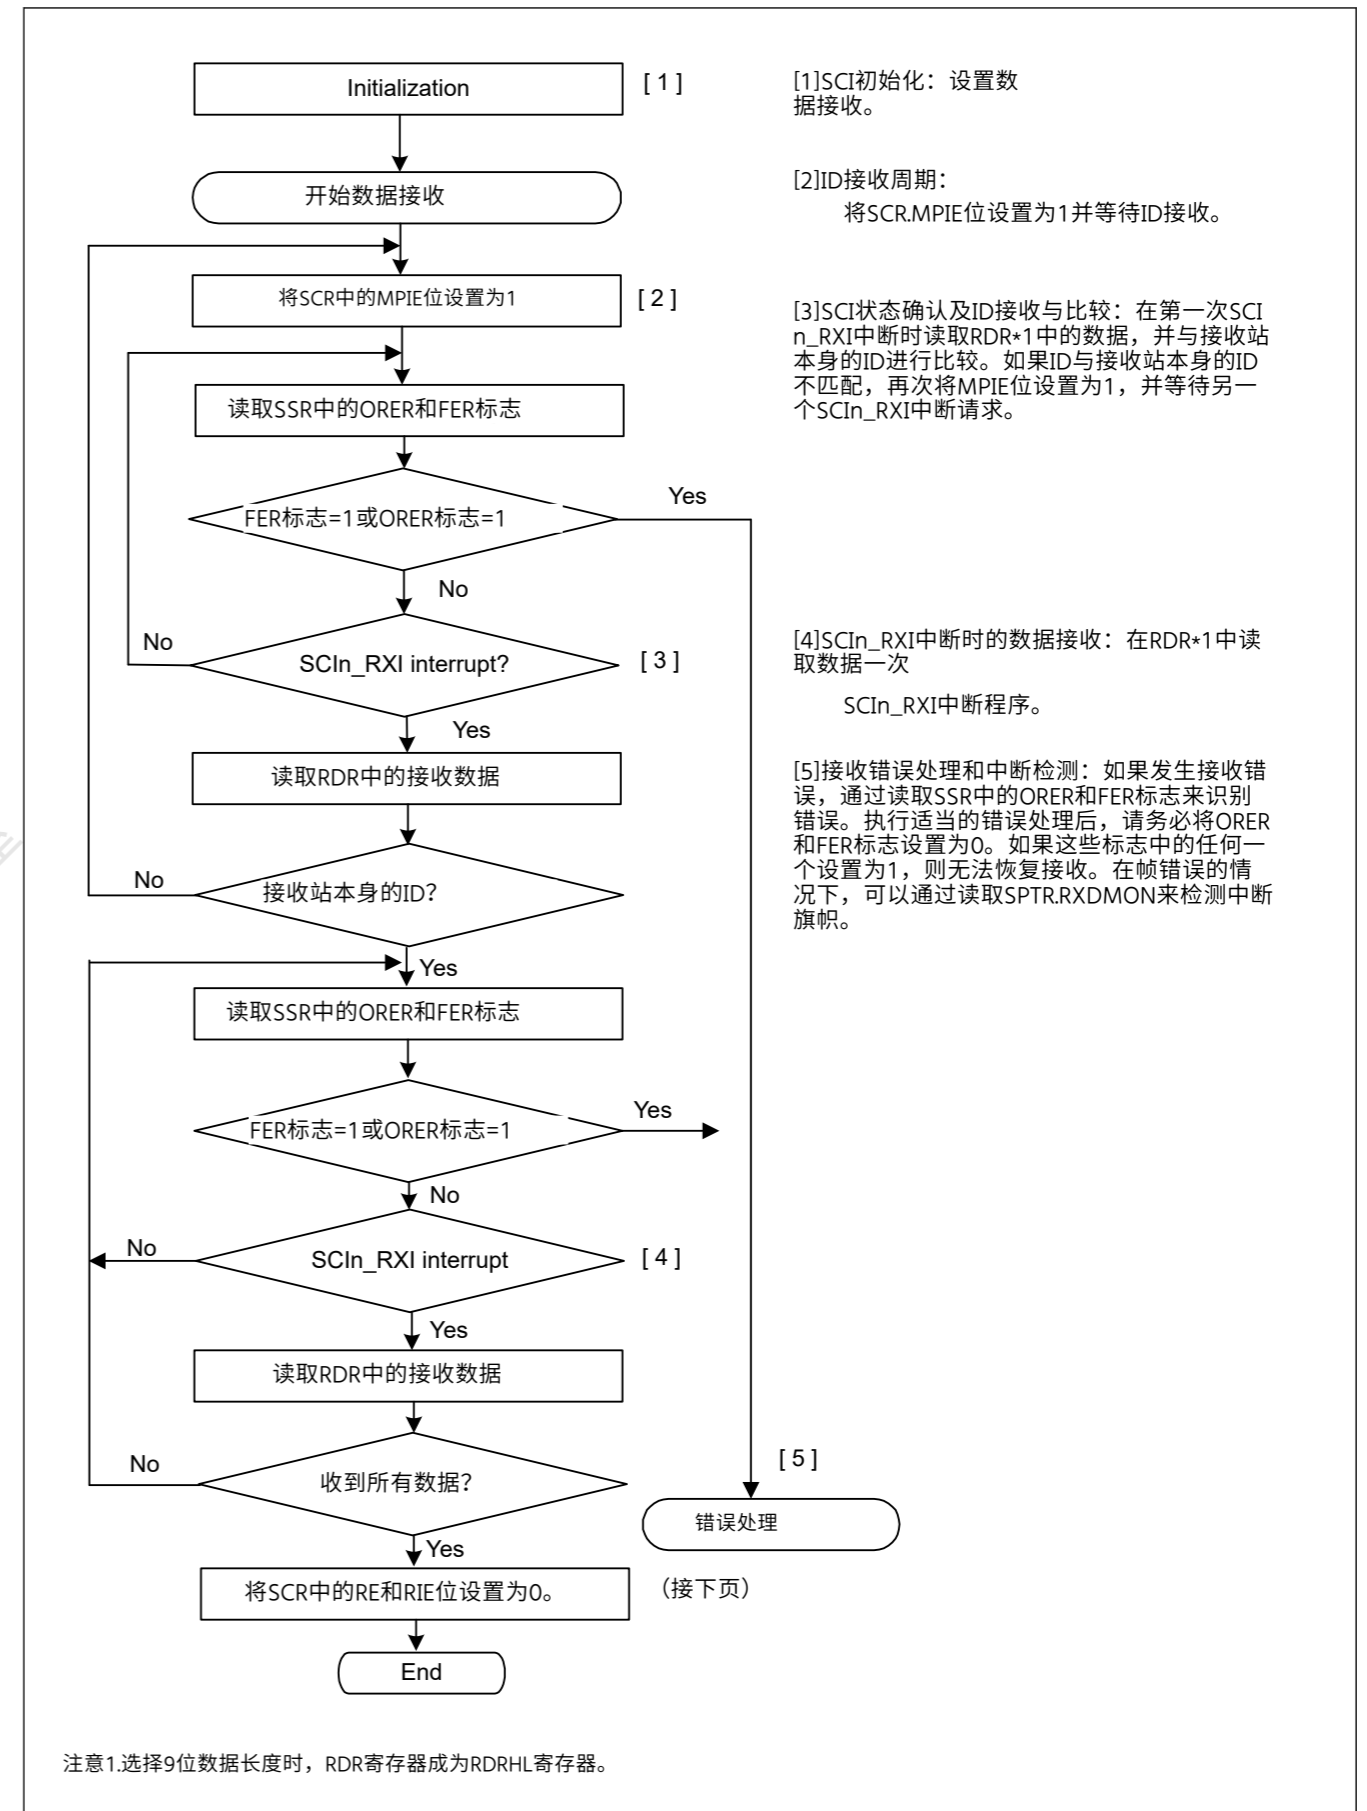 Initialization
[ 1 ]
开始数据接收
将SCR中的MPIE位设置为1
[ 2 ]
读取SSR中的ORER和FER标志
FER标志=1或ORER标志=1
Yes
No
SCIn_RXI interrupt?
No
[ 3 ]
Yes
读取RDR中的接收数据
接收站本身的ID?
No
Yes
读取SSR中的ORER和FER标志
FER标志=1或ORER标志=1
Yes
No
SCIn_RXI interrupt
No
[ 4 ]
Yes
读取RDR中的接收数据
收到所有数据?
No
Yes
[ 5 ]
错误处理
(接下页)
将SCR中的RE和RIE位设置为0。
End
[1]SCI初始化：设置数
据接收。
[2]ID接收周期：
将SCR.MPIE位设置为1并等待ID接收。
[3]SCI状态确认及ID接收与比较：在第一次SCI
n_RXI中断时读取RDR*1中的数据，并与接收站
本身的ID进行比较。如果ID与接收站本身的ID
不匹配，再次将MPIE位设置为1，并等待另一
个SCIn_RXI中断请求。
[4]SCIn_RXI中断时的数据接收：在RDR*1中读
取数据一次
SCIn_RXI中断程序。
[5]接收错误处理和中断检测：如果发生接收错
误，通过读取SSR中的ORER和FER标志来识别
错误。执行适当的错误处理后，请务必将ORER
和FER标志设置为0。如果这些标志中的任何一
个设置为1，则无法恢复接收。在帧错误的情
况下，可以通过读取SPTR.RXDMON来检测中断
旗帜。
注意1.选择9位数据长度时，RDR寄存器成为RDRHL寄存器。